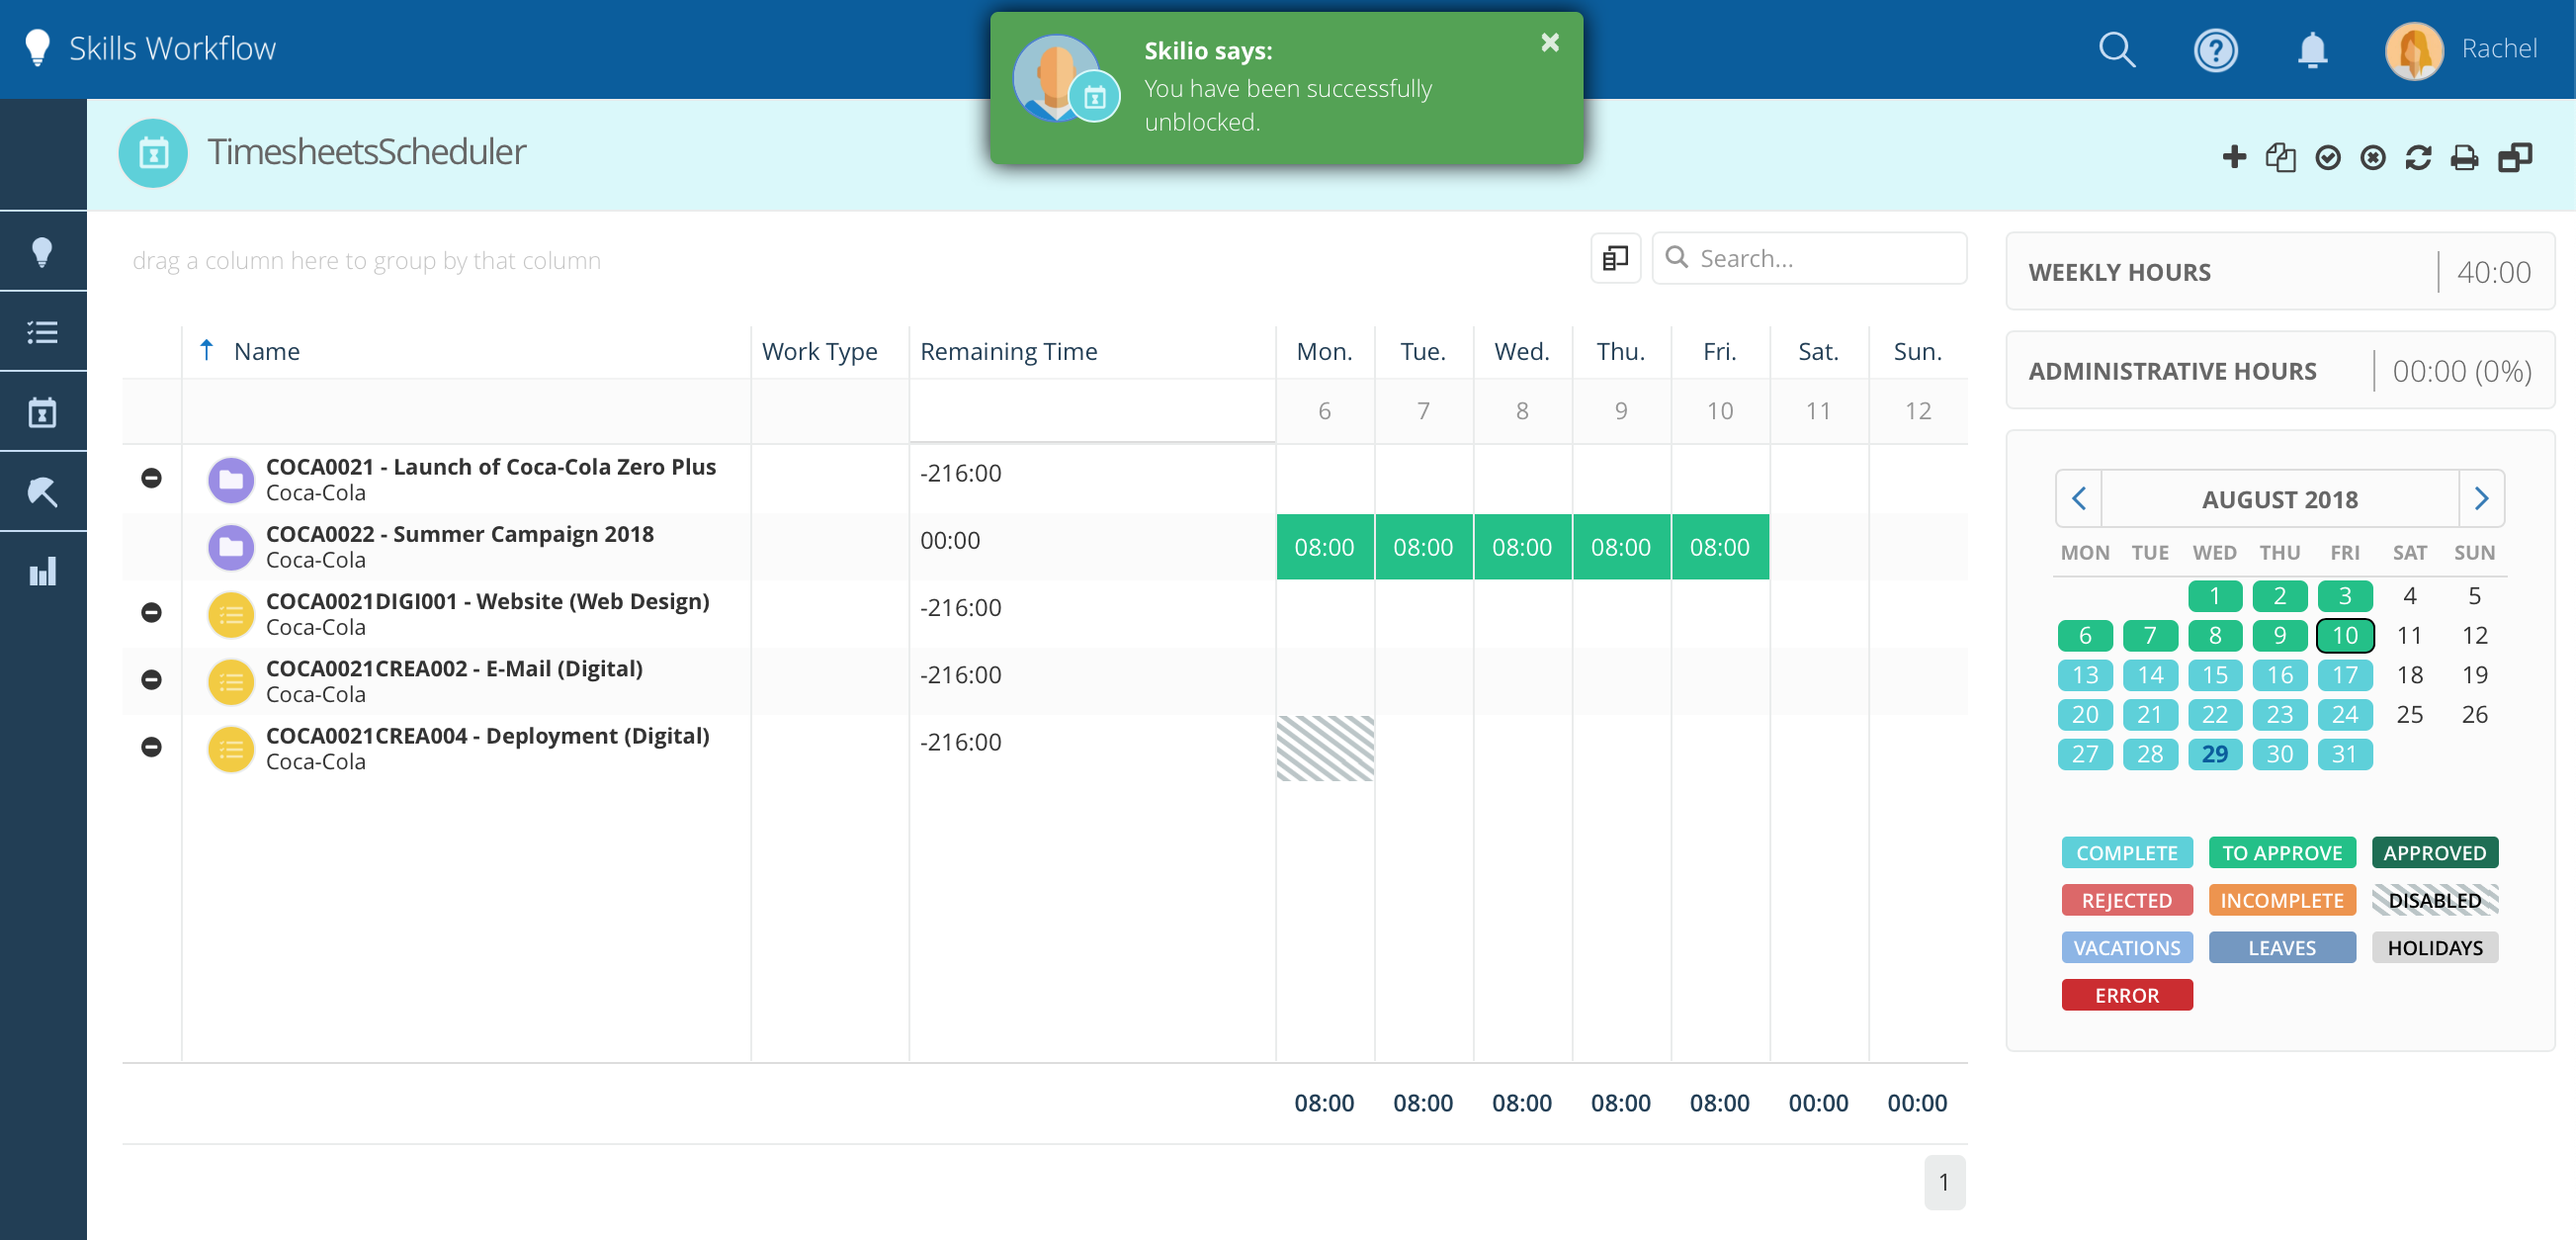 Skills Workflow
Skilio says:
You have been successfully
unblocked.
Rachel
TimesheetsScheduler
drag a column here to group by that column
Search...
Name Work Type Remaining Time Mon. Tue. Wed. Thu. Fri. Sat. Sun.
6 7 8 9 10 11 12
COCA0021 - Launch of Coca-Cola Zero Plus
Coca-Cola
-216:00
COCA0022 - Summer Campaign 2018
Coca-Cola
00:00 08:00 08:00 08:00 08:00 08:00
COCA0021DIGI001 - Website (Web Design)
Coca-Cola
-216:00
COCA0021CREA002 - E-Mail (Digital)
Coca-Cola
-216:00
COCA0021CREA004 - Deployment (Digital)
Coca-Cola
-216:00
08:00 08:00 08:00 08:00 08:00 00:00 00:00
1
WEEKLY HOURS 40:00
ADMINISTRATIVE HOURS 00:00 (0%)
AUGUST 2018
MON TUE WED THU FRI SAT SUN
1 2 3 4 5
6 7 8 9 10 11 12
13 14 15 16 17 18 19
20 21 22 23 24 25 26
27 28 29 30 31
COMPLETE TO APPROVE APPROVED
REJECTED INCOMPLETE DISABLED
VACATIONS LEAVES HOLIDAYS
ERROR